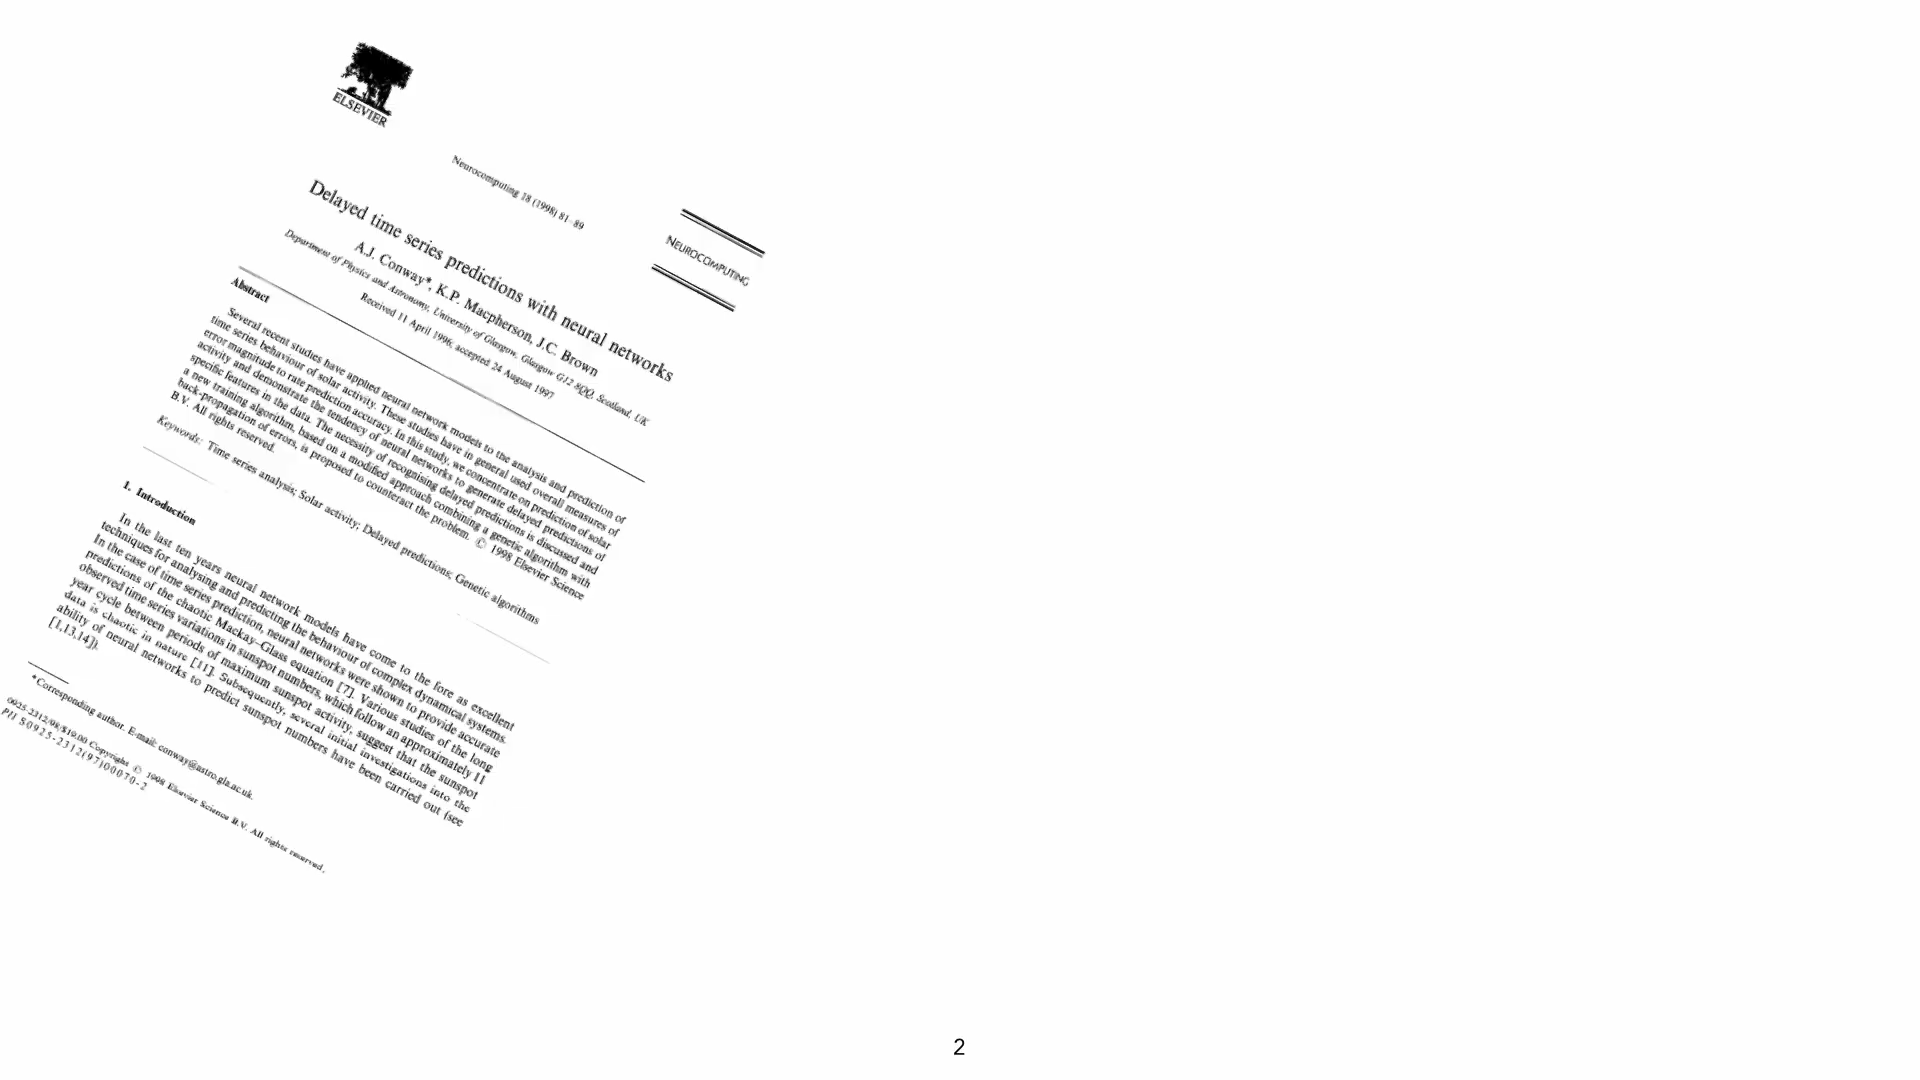 ELSEVIER
Neurocomputing 18 (1998) 81–89
NEUROCOMPUTING
Delayed time series predictions with neural networks
A.J. Conway*, K.P. Macpherson, J.C. Brown
Department of Physics and Astronomy, University of Glasgow, Glasgow G12 8QQ, Scotland, UK
Received 11 April 1996; accepted 24 August 1997
Abstract
Several recent studies have applied neural network models to the analysis and prediction of
time series behaviour of solar activity. These studies have in general used overall measures of
error magnitude to rate prediction accuracy. In this study, we concentrate on prediction of solar
activity and demonstrate the tendency of neural networks to generate delayed predictions of
specific features in the data. The necessity of recognising delayed predictions is discussed and
a new training algorithm, based on a modified approach combining a genetic algorithm with
back-propagation of errors, is proposed to counteract the problem. © 1998 Elsevier Science
B.V. All rights reserved.
Keywords: Time series analysis; Solar activity; Delayed predictions; Genetic algorithms
1. Introduction
In the last ten years neural network models have come to the fore as excellent
techniques for analysing and predicting the behaviour of complex dynamical systems.
In the case of time series prediction, neural networks were shown to provide accurate
predictions of the chaotic Mackay–Glass equation [7]. Various studies of the long
observed time series variations in sunspot numbers, which follow an approximately 11
year cycle between periods of maximum sunspot activity, suggest that the sunspot
data is chaotic in nature [11]. Subsequently, several initial investigations into the
ability of neural networks to predict sunspot numbers have been carried out (see
[1,13,14]).
*Corresponding author. E-mail: conway@astro.gla.ac.uk.
0925-2312/98/$19.00 Copyright © 1998 Elsevier Science B.V. All rights reserved.
PII S0925-2312(97)00070-2
2